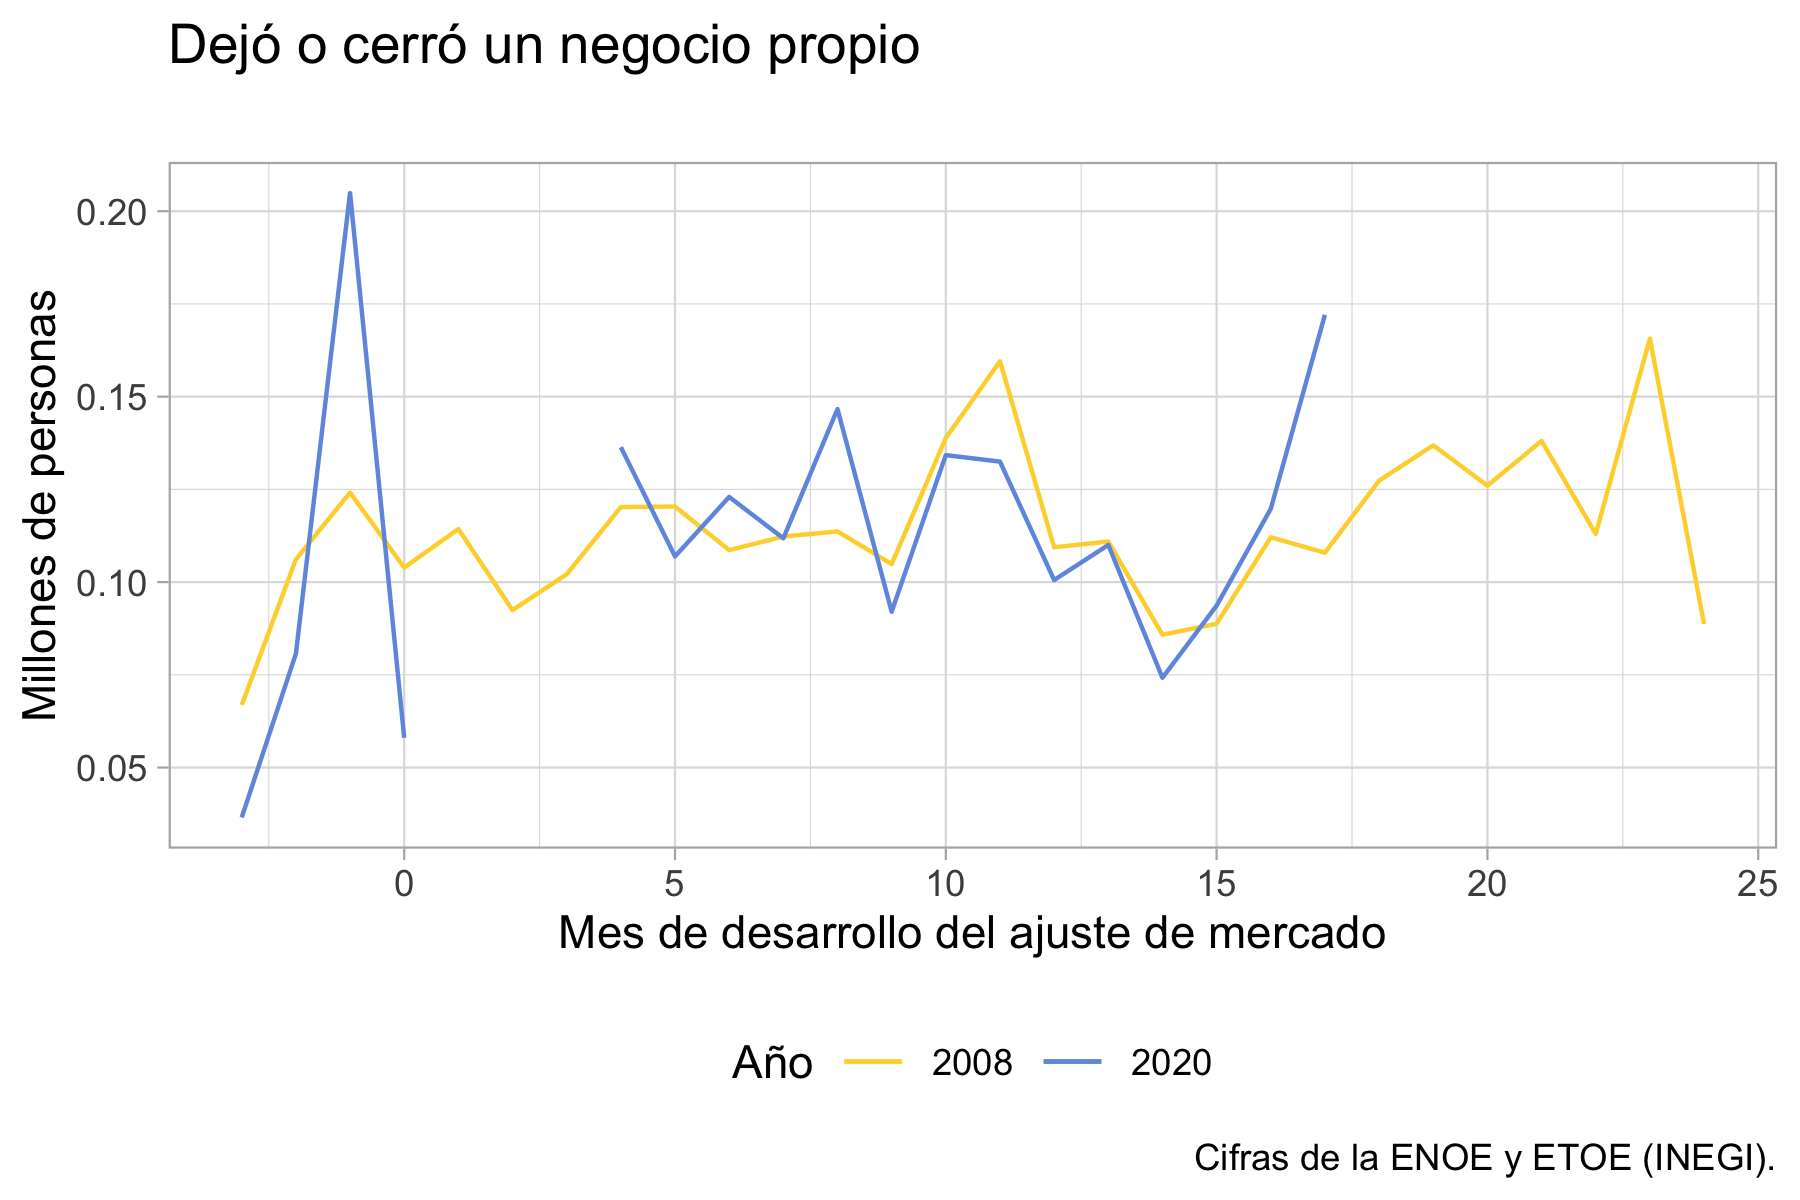 Dejó o cerró un negocio propio
Millones de personas
0.20
0.15
0.10
0.05
0 5 10 15 20 25
Mes de desarrollo del ajuste de mercado
Año 2008 2020
Cifras de la ENOE y ETOE (INEGI).